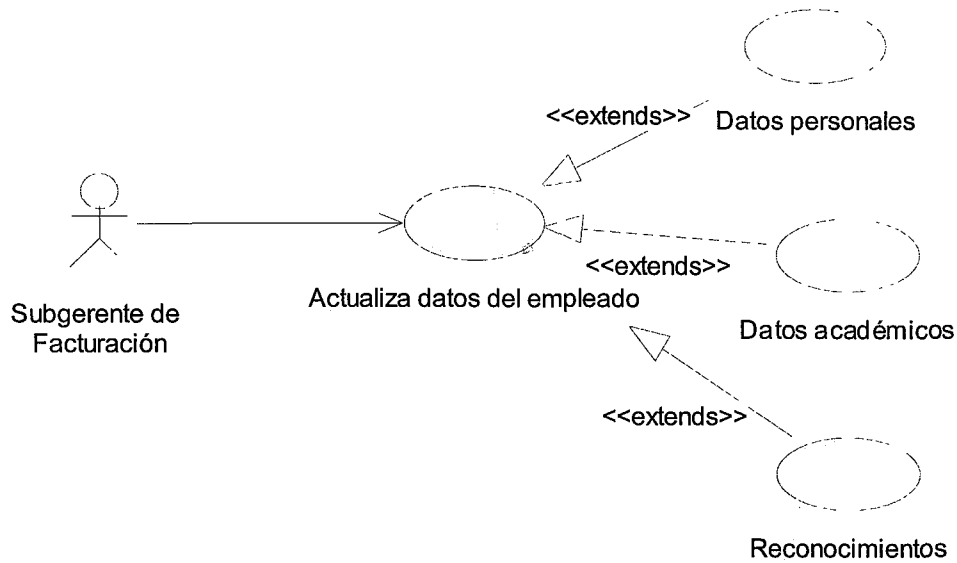 <<extends>>
Datos personales
<<extends>>
Actualiza datos del empleado
Subgerente de
Facturación
Datos académicos
<<extends>>
Reconocimientos